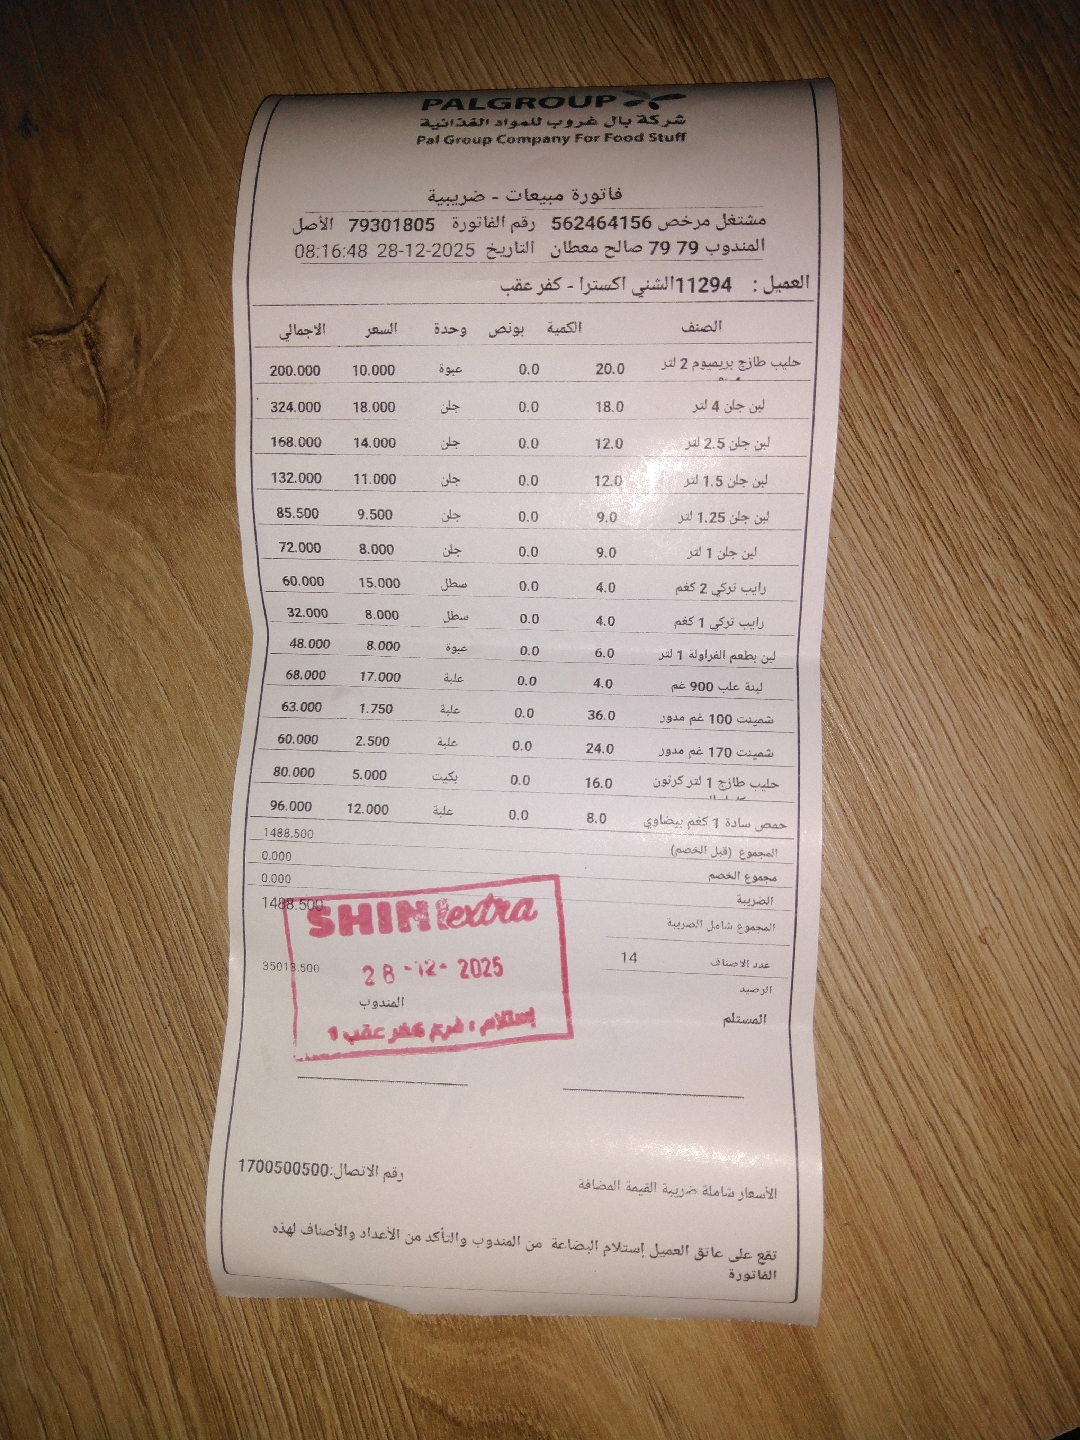 PALGROUP
شركة بال غروب للمواد الغذائية
Pal Group Company For Food Stuff
فاتورة مبيعات - ضريبية
مشتغل مرخص 562464156 رقم الفاتورة 79301805 الأصل
المندوب 79 79 صالح معطان التاريخ 28-12-2025 08:16:48
العميل : 11294الشني اكسترا - كفر عقب
الصنف الكمية بونص وحدة السعر الاجمالي
حليب طازج بريميوم 2 لتر 20.0 0.0 عبوة 10.000 200.000
لبن جلن 4 لتر 18.0 0.0 جلن 18.000 324.000
لبن جلن 2.5 لتر 12.0 0.0 جلن 14.000 168.000
لبن جلن 1.5 لتر 12.0 0.0 جلن 11.000 132.000
لبن جلن 1.25 لتر 9.0 0.0 جلن 9.500 85.500
لبن جلن 1 لتر 9.0 0.0 جلن 8.000 72.000
رايب تركي 2 كغم 4.0 0.0 سطل 15.000 60.000
رايب تركي 1 كغم 4.0 0.0 سطل 8.000 32.000
لبن بطعم الفراولة 1 لتر 6.0 0.0 عبوة 8.000 48.000
لبنة علب 900 غم 4.0 0.0 علبة 17.000 68.000
شمينت 100 غم مدور 36.0 0.0 علبة 1.750 63.000
شمينت 170 غم مدور 24.0 0.0 علبة 2.500 60.000
حليب طازج 1 لتر كرتون 16.0 0.0 بكيت 5.000 80.000
حمص سادة 1 كغم بيضاوي 8.0 0.0 علبة 12.000 96.000
المجموع (قبل الخصم) 1488.500
مجموع الخصم 0.000
الضريبة 0.000
المجموع شامل الضريبة 1488.500
عدد الاصناف 14
الرصيد 35013.500
المستلم المندوب
SHINI extra
28-12-2025
إستلام : فرع كفر عقب 1
رقم الاتصال:1700500500
الأسعار شاملة ضريبة القيمة المضافة
تقع على عاتق العميل إستلام البضاعة من المندوب والتأكد من الأعداد والأصناف لهذه
الفاتورة